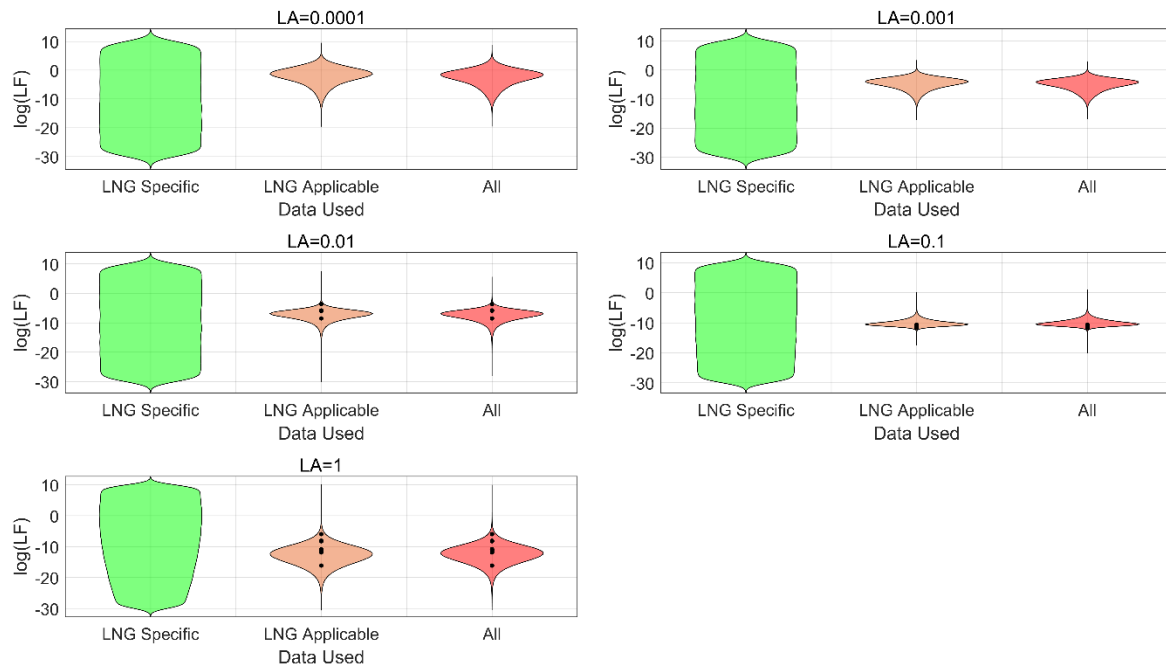 LA=0.0001
10
0
-10
-20
-30
log(LF)
LNG Specific
LNG Applicable
All
Data Used
LA=0.001
10
0
-10
-20
-30
log(LF)
LNG Specific
LNG Applicable
All
Data Used
LA=0.01
10
0
-10
-20
-30
log(LF)
LNG Specific
LNG Applicable
All
Data Used
LA=0.1
10
0
-10
-20
-30
log(LF)
LNG Specific
LNG Applicable
All
Data Used
LA=1
10
0
-10
-20
-30
log(LF)
LNG Specific
LNG Applicable
All
Data Used